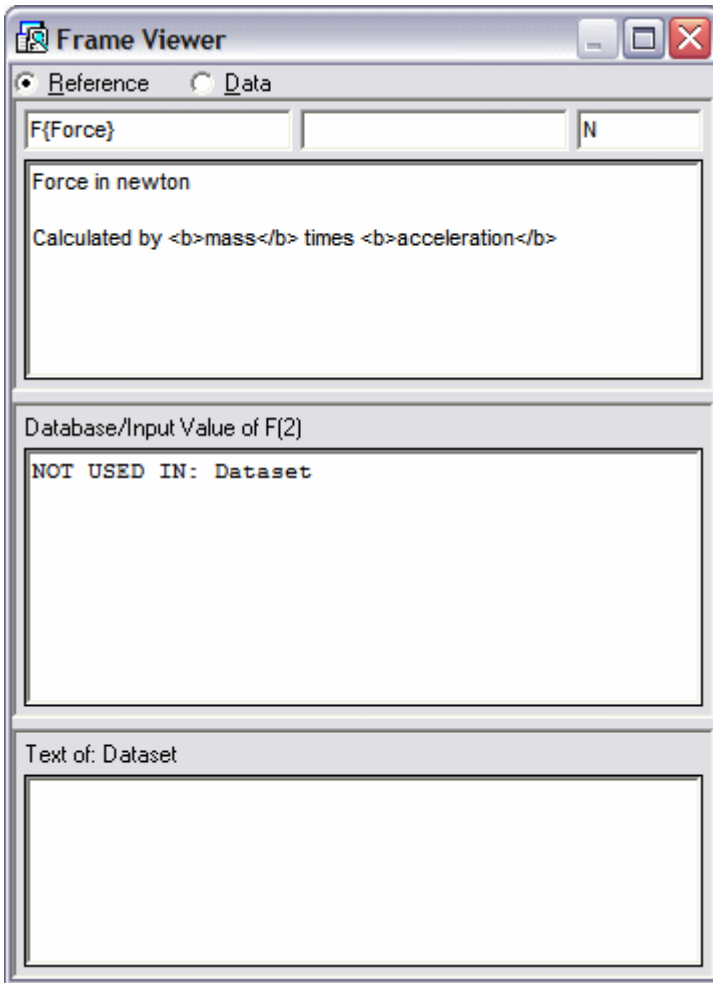 Frame Viewer
Reference Data
F{Force} N
Force in newton
Calculated by <b>mass</b> times <b>acceleration</b>
Database/Input Value of F(2)
NOT USED IN: Dataset
Text of: Dataset